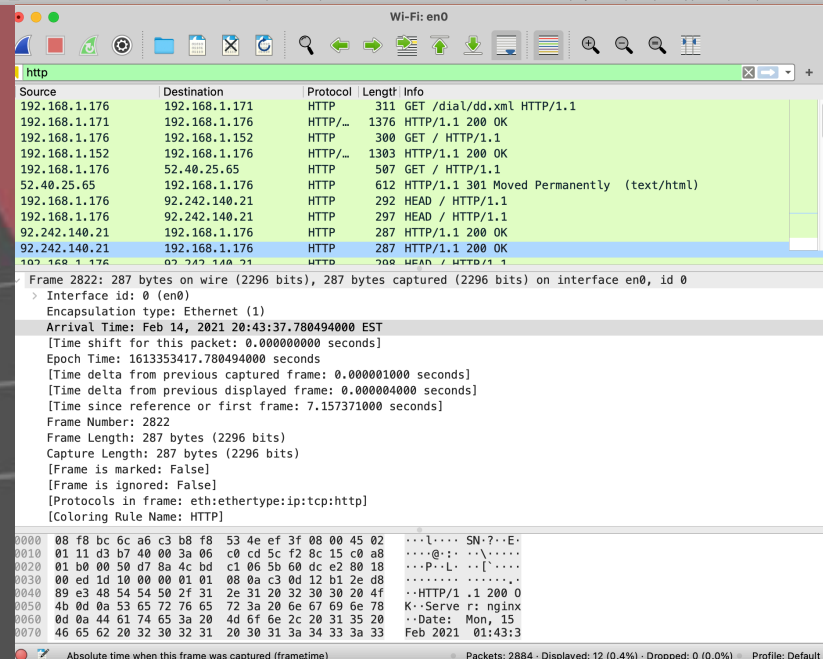 Wi-Fi: en0
http
Source Destination Protocol Length Info
192.168.1.176 192.168.1.171 HTTP 311 GET /dial/dd.xml HTTP/1.1
192.168.1.171 192.168.1.176 HTTP/… 1376 HTTP/1.1 200 OK
192.168.1.176 192.168.1.152 HTTP 300 GET / HTTP/1.1
192.168.1.152 192.168.1.176 HTTP/… 1303 HTTP/1.1 200 OK
192.168.1.176 52.40.25.65 HTTP 507 GET / HTTP/1.1
52.40.25.65 192.168.1.176 HTTP 612 HTTP/1.1 301 Moved Permanently (text/html)
192.168.1.176 92.242.140.21 HTTP 292 HEAD / HTTP/1.1
192.168.1.176 92.242.140.21 HTTP 297 HEAD / HTTP/1.1
92.242.140.21 192.168.1.176 HTTP 287 HTTP/1.1 200 OK
92.242.140.21 192.168.1.176 HTTP 287 HTTP/1.1 200 OK
192.168.1.176 92.242.140.21 HTTP 298 HEAD / HTTP/1.1
Frame 2822: 287 bytes on wire (2296 bits), 287 bytes captured (2296 bits) on interface en0, id 0
Interface id: 0 (en0)
Encapsulation type: Ethernet (1)
Arrival Time: Feb 14, 2021 20:43:37.780494000 EST
[Time shift for this packet: 0.000000000 seconds]
Epoch Time: 1613353417.780494000 seconds
[Time delta from previous captured frame: 0.000001000 seconds]
[Time delta from previous displayed frame: 0.000004000 seconds]
[Time since reference or first frame: 7.157371000 seconds]
Frame Number: 2822
Frame Length: 287 bytes (2296 bits)
Capture Length: 287 bytes (2296 bits)
[Frame is marked: False]
[Frame is ignored: False]
[Protocols in frame: eth:ethertype:ip:tcp:http]
[Coloring Rule Name: HTTP]
0000 08 f8 bc 6c a6 c3 b8 f8 53 4e ef 3f 08 00 45 02 ···l···· SN·?··E·
0010 01 11 d3 b7 40 00 3a 06 c0 cd 5c f2 8c 15 c0 a8 ····@·:· ··\·····
0020 01 b0 00 50 d7 8a 4c bd c1 06 5b 60 dc e2 80 18 ···P··L· ··[`····
0030 00 ed 1d 10 00 00 01 01 08 0a c3 0d 12 b1 2e d8 ········ ······.·
0040 89 e3 48 54 54 50 2f 31 2e 31 20 32 30 30 20 4f ··HTTP/1 .1 200 O
0050 4b 0d 0a 53 65 72 76 65 72 3a 20 6e 67 69 6e 78 K··Serve r: nginx
0060 0d 0a 44 61 74 65 3a 20 4d 6f 6e 2c 20 31 35 20 ··Date:  Mon, 15
0070 46 65 62 20 32 30 32 31 20 30 31 3a 34 33 3a 33 Feb 2021  01:43:3
Absolute time when this frame was captured (frametime) Packets: 2884 · Displayed: 12 (0.4%) · Dropped: 0 (0.0%) Profile: Default